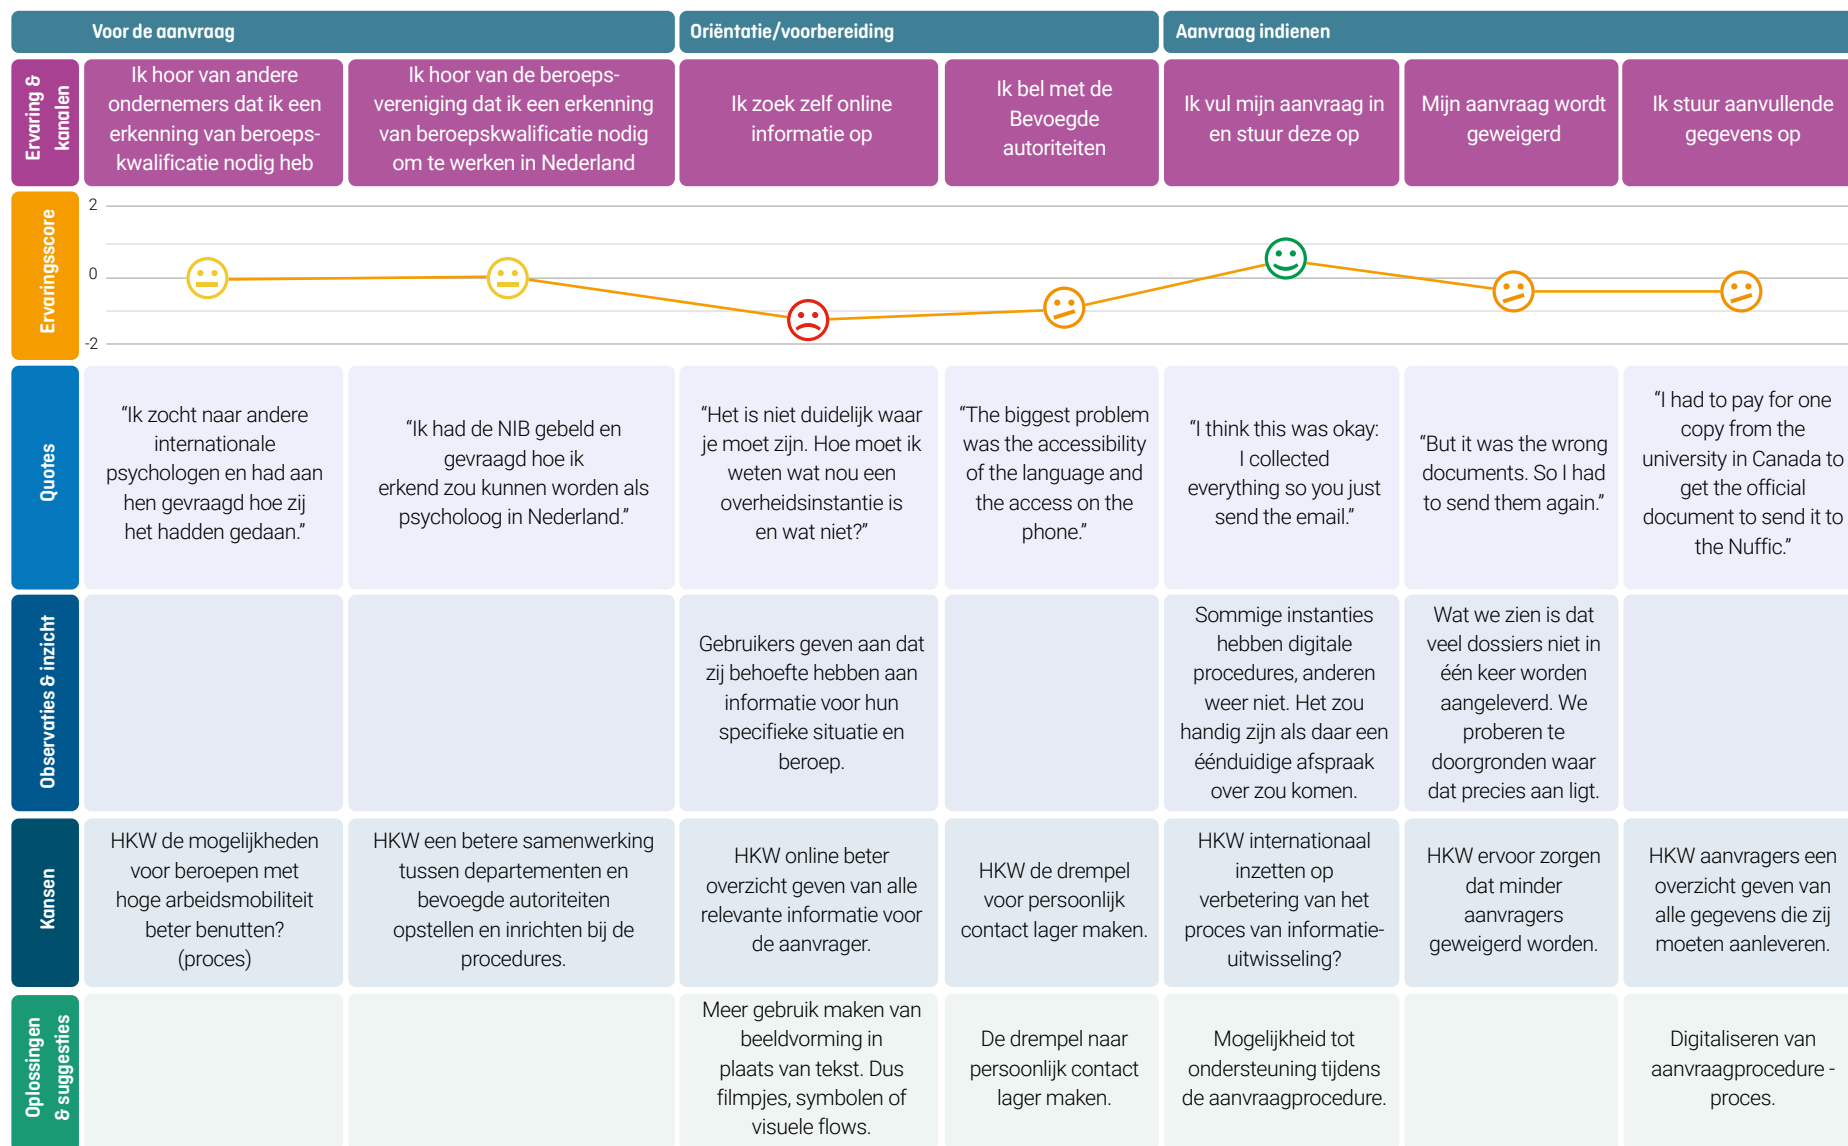 Voor de aanvraag
Oriëntatie/voorbereiding
Aanvraag indienen
Ervaring &
kanalen
Ik hoor van andere
ondernemers dat ik een
erkenning van beroeps-
kwalificatie nodig heb
Ik hoor van de beroeps-
vereniging dat ik een erkenning
van beroepskwalificatie nodig
om te werken in Nederland
Ik zoek zelf online
informatie op
Ik bel met de
Bevoegde
autoriteiten
Ik vul mijn aanvraag in
en stuur deze op
Mijn aanvraag wordt
geweigerd
Ik stuur aanvullende
gegevens op
Ervaringsscore
2
0
-2
Quotes
“Ik zocht naar andere
internationale
psychologen en had aan
hen gevraagd hoe zij
het hadden gedaan.”
“Ik had de NIB gebeld en
gevraagd hoe ik
erkend zou kunnen worden als
psycholoog in Nederland.”
“Het is niet duidelijk waar
je moet zijn. Hoe moet ik
weten wat nou een
overheidsinstantie is
en wat niet?”
“The biggest problem
was the accessibility
of the language and
the access on the
phone.”
“I think this was okay:
I collected
everything so you just
send the email.”
“But it was the wrong
documents. So I had
to send them again.”
“I had to pay for one
copy from the
university in Canada to
get the official
document to send it to
the Nuffic.”
Observaties & inzicht
Gebruikers geven aan dat
zij behoefte hebben aan
informatie voor hun
specifieke situatie en
beroep.
Sommige instanties
hebben digitale
procedures, anderen
weer niet. Het zou
handig zijn als daar een
éénduidige afspraak
over zou komen.
Wat we zien is dat
veel dossiers niet in
één keer worden
aangeleverd. We
proberen te
doorgronden waar
dat precies aan ligt.
Kansen
HKW de mogelijkheden
voor beroepen met
hoge arbeidsmobiliteit
beter benutten?
(proces)
HKW een betere samenwerking
tussen departementen en
bevoegde autoriteiten
opstellen en inrichten bij de
procedures.
HKW online beter
overzicht geven van alle
relevante informatie voor
de aanvrager.
HKW de drempel
voor persoonlijk
contact lager maken.
HKW internationaal
inzetten op
verbetering van het
proces van informatie-
uitwisseling?
HKW ervoor zorgen
dat minder
aanvragers
geweigerd worden.
HKW aanvragers een
overzicht geven van
alle gegevens die zij
moeten aanleveren.
Oplossingen
& suggesties
Meer gebruik maken van
beeldvorming in
plaats van tekst. Dus
filmpjes, symbolen of
visuele flows.
De drempel naar
persoonlijk contact
lager maken.
Mogelijkheid tot
ondersteuning tijdens
de aanvraagprocedure.
Digitaliseren van
aanvraagprocedure -
proces.